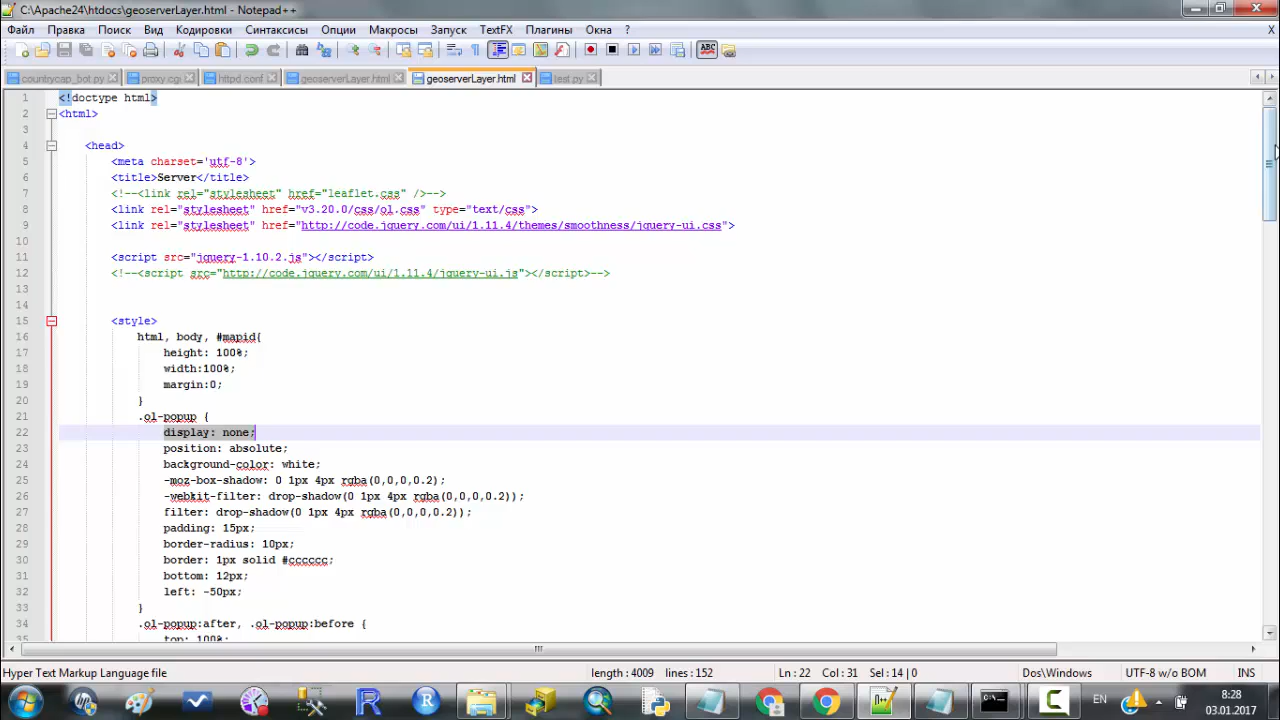 C:\Apache24\htdocs\geoserverLayer.html - Notepad++
Файл Правка Поиск Вид Кодировки Синтаксисы Опции Макросы Запуск TextFX Плагины Окна ? X
countrycap_bot.py proxy.cgi httpd.conf geoserverLayer.html geoserverLayer.html test.py
1 <!doctype html>
2 <html>
3
4 <head>
5 <meta charset='utf-8'>
6 <title>Server</title>
7 <!--<link rel="stylesheet" href="leaflet.css" />-->
8 <link rel="stylesheet" href="v3.20.0/css/ol.css" type="text/css">
9 <link rel="stylesheet" href="http://code.jquery.com/ui/1.11.4/themes/smoothness/jquery-ui.css">
10
11 <script src="jquery-1.10.2.js"></script>
12 <!--<script src="http://code.jquery.com/ui/1.11.4/jquery-ui.js"></script>-->
13
14
15 <style>
16 html, body, #mapid{
17 height: 100%;
18 width:100%;
19 margin:0;
20 }
21 .ol-popup {
22 display: none;
23 position: absolute;
24 background-color: white;
25 -moz-box-shadow: 0 1px 4px rgba(0,0,0,0.2);
26 -webkit-filter: drop-shadow(0 1px 4px rgba(0,0,0,0.2));
27 filter: drop-shadow(0 1px 4px rgba(0,0,0,0.2));
28 padding: 15px;
29 border-radius: 10px;
30 border: 1px solid #cccccc;
31 bottom: 12px;
32 left: -50px;
33 }
34 .ol-popup:after, .ol-popup:before {
35 top: 100%;
Hyper Text Markup Language file length : 4009 lines : 152 Ln : 22 Col : 31 Sel : 14 | 0 Dos\Windows UTF-8 w/o BOM INS
EN 8:28
03.01.2017